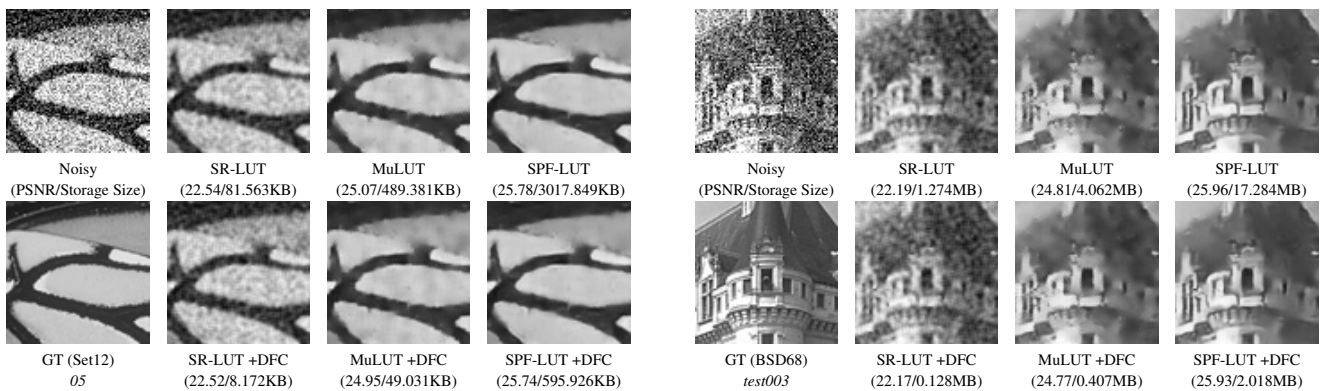 Noisy
(PSNR/Storage Size)
SR-LUT
(22.54/81.563KB)
MuLUT
(25.07/489.381KB)
SPF-LUT
(25.78/3017.849KB)
Noisy
(PSNR/Storage Size)
SR-LUT
(22.19/1.274MB)
MuLUT
(24.81/4.062MB)
SPF-LUT
(25.96/17.284MB)
GT (Set12)
05
SR-LUT +DFC
(22.52/8.172KB)
MuLUT +DFC
(24.95/49.031KB)
SPF-LUT +DFC
(25.74/595.926KB)
GT (BSD68)
test003
SR-LUT +DFC
(22.17/0.128MB)
MuLUT +DFC
(24.77/0.407MB)
SPF-LUT +DFC
(25.93/2.018MB)